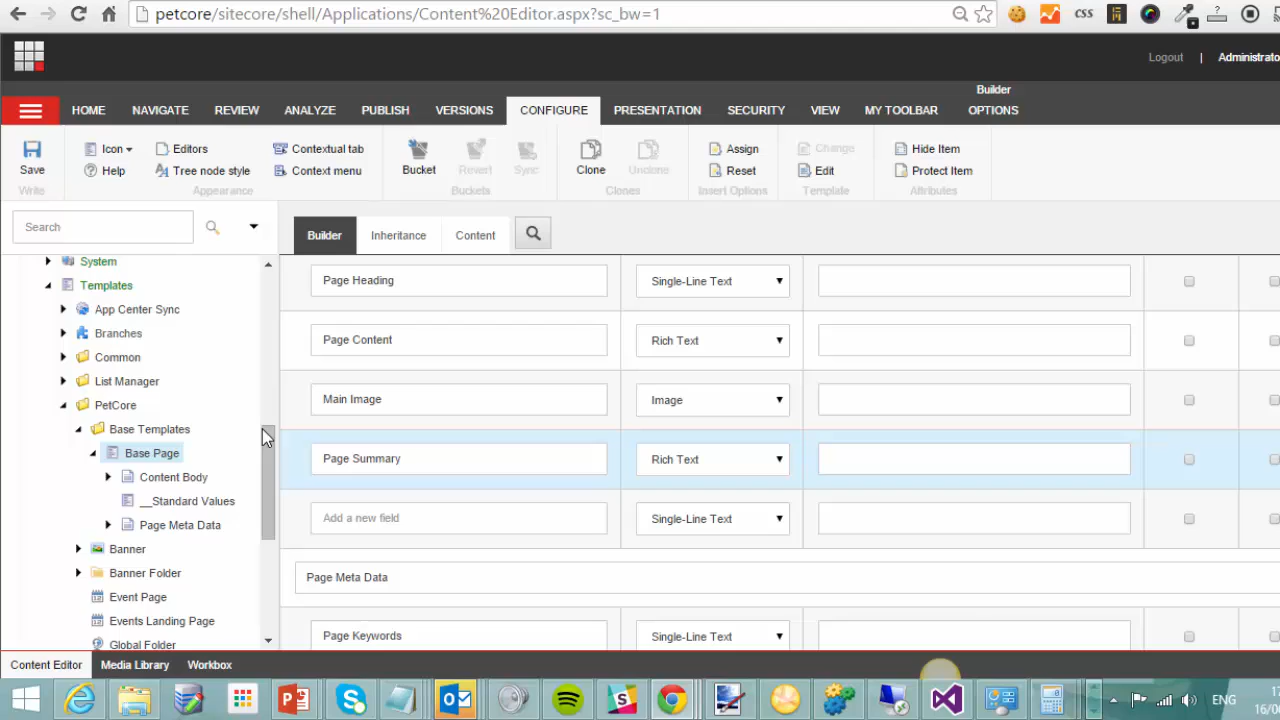 petcore/sitecore/shell/Applications/Content%20Editor.aspx?sc_bw=1
CSS
Logout | Administrato
Builder
HOME NAVIGATE REVIEW ANALYZE PUBLISH VERSIONS CONFIGURE PRESENTATION SECURITY VIEW MY TOOLBAR OPTIONS
Icon Editors Contextual tab Assign Change Hide Item
Save Help Tree node style Context menu Bucket Revert Sync Clone Unclone Reset Edit Protect Item
Write Appearance Buckets Clones Insert Options Template Attributes
Search
Builder Inheritance Content
System
Templates
App Center Sync
Branches
Common
List Manager
PetCore
Base Templates
Base Page
Content Body
__Standard Values
Page Meta Data
Banner
Banner Folder
Event Page
Events Landing Page
Global Folder
Page Heading Single-Line Text
Page Content Rich Text
Main Image Image
Page Summary Rich Text
Add a new field Single-Line Text
Page Meta Data
Page Keywords Single-Line Text
Content Editor Media Library Workbox
ENG